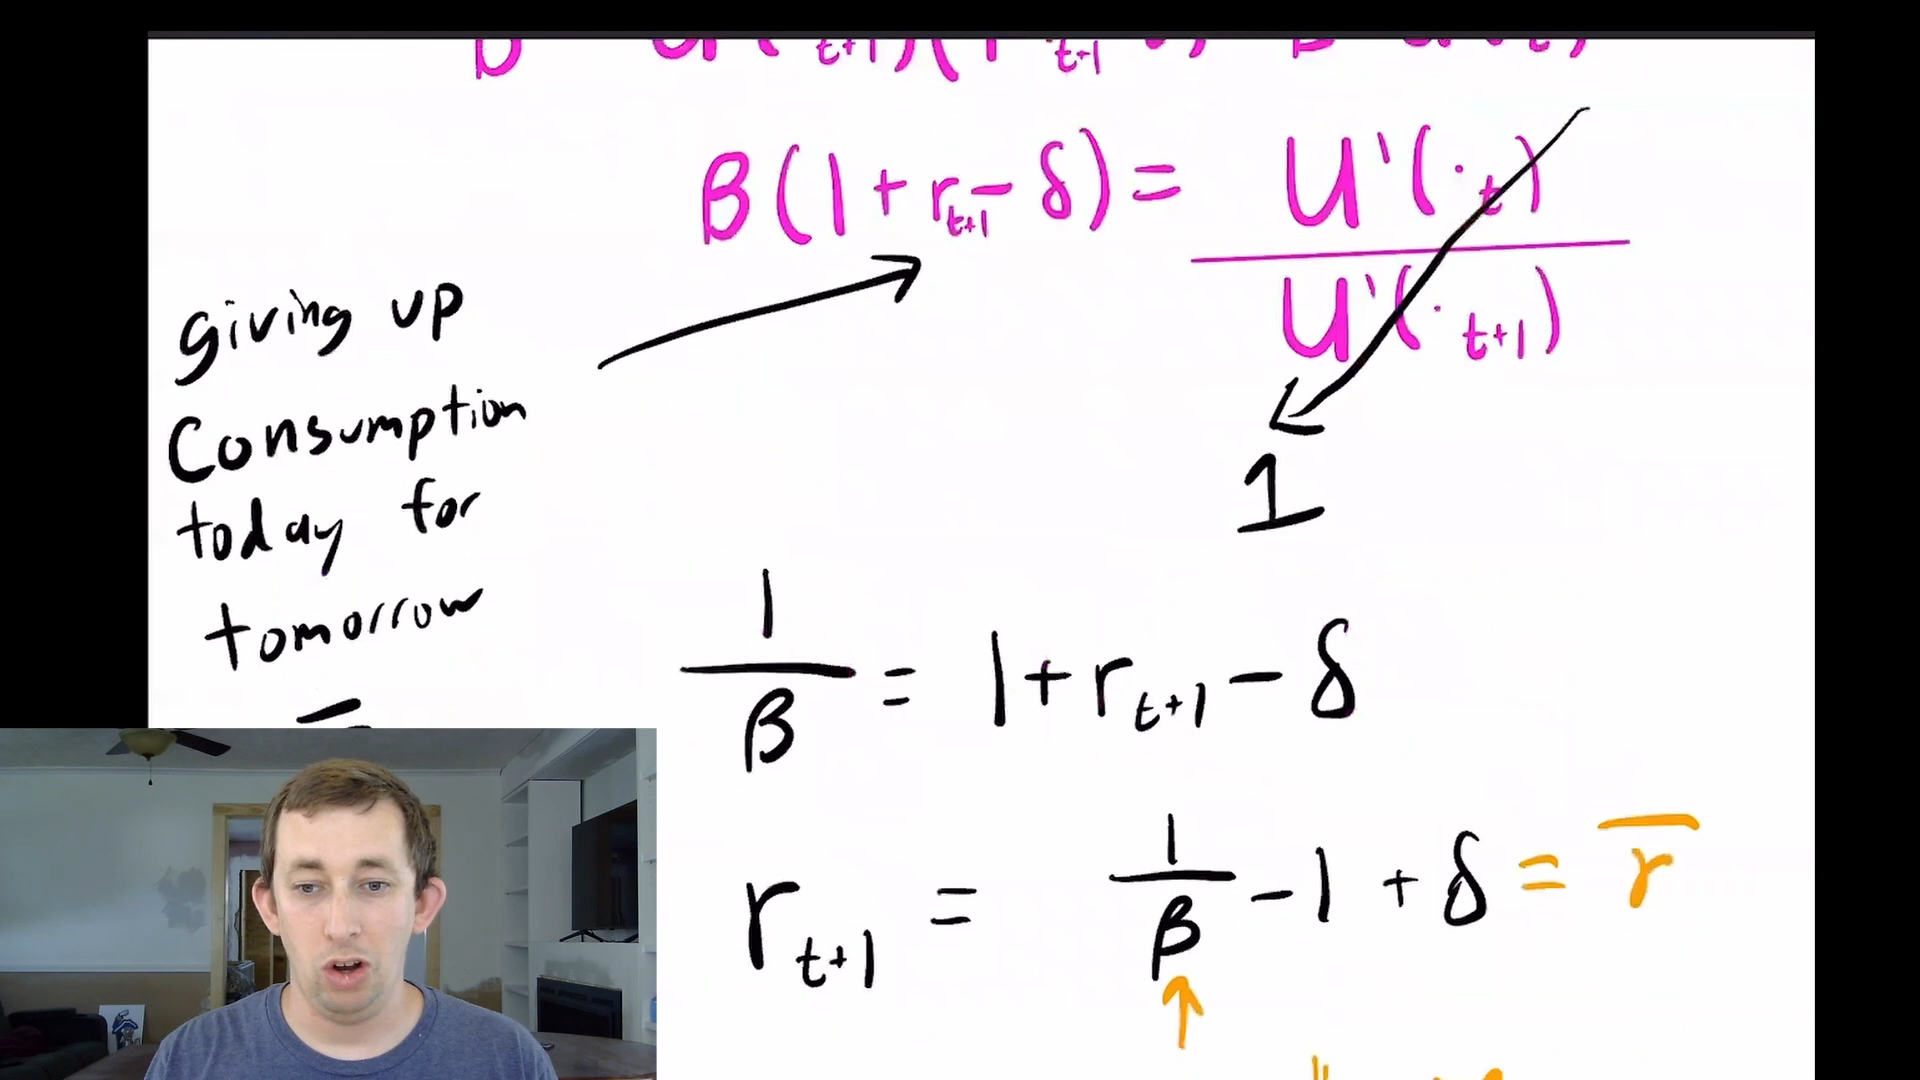 B(1 + r_{t+1} - δ) = U'(·_t) / U'(·_{t+1})
giving up
Consumption
today for
tomorrow
1
1/β = 1 + r_{t+1} - δ
r_{t+1} = 1/β - 1 + δ = r̅